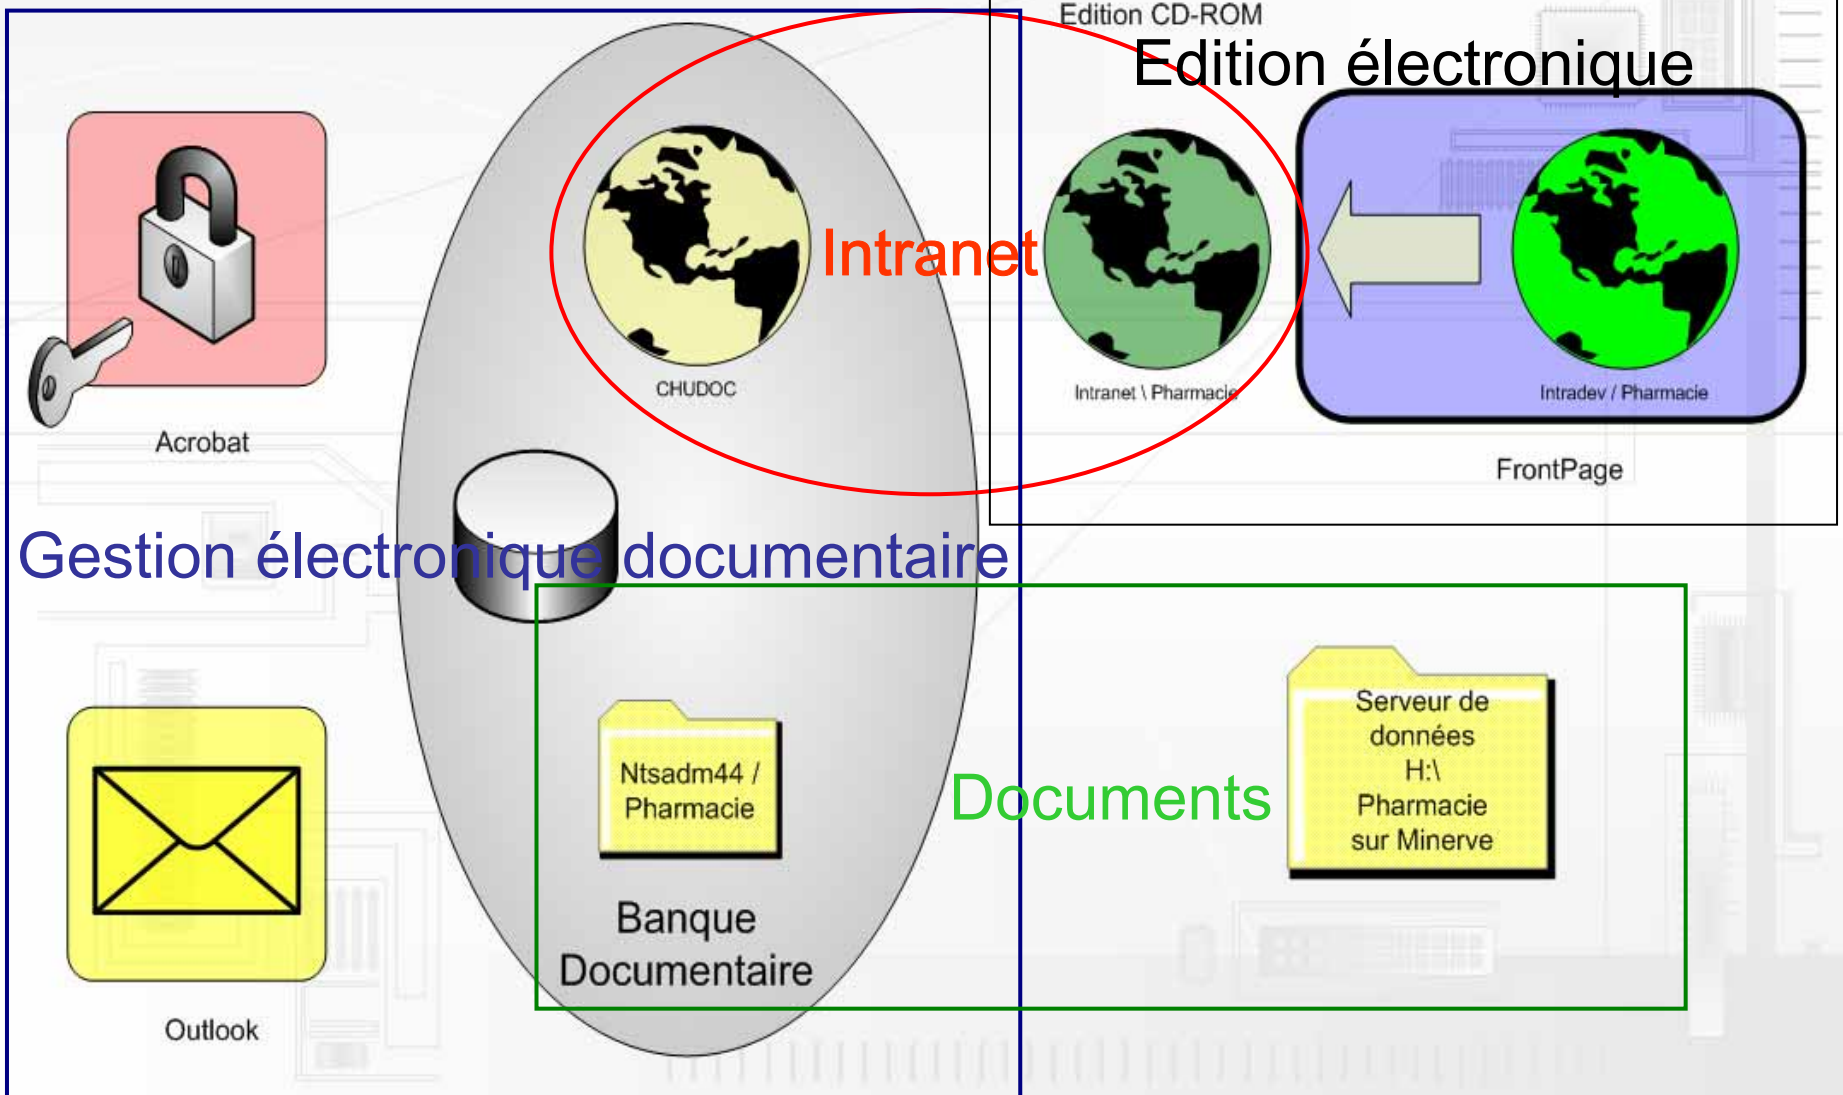 Edition CD-ROM
Edition électronique
Intranet
CHUDOC
Intranet \ Pharmacie
Intradev / Pharmacie
Acrobat
FrontPage
Gestion électronique documentaire
Ntsadm44 /
Pharmacie
Documents
Serveur de
données
H:\
Pharmacie
sur Minerve
Banque
Documentaire
Outlook